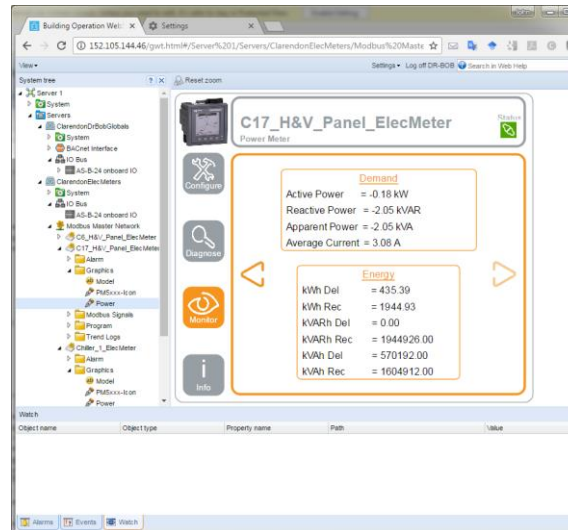 Building Operation Web
Settings
152.105.144.46/gwt.html#/Server%201/Servers/ClarendonElecMeters/Modbus%20Maste
View
Settings Log off DR-BOB Search in Web Help
System tree
Reset zoom
Server 1
System
Servers
ClarendonDrBobGlobals
System
BACnet Interface
IO Bus
AS-B-24 onboard IO
ClarendonElecMeters
System
IO Bus
AS-B-24 onboard IO
Modbus Master Network
C6_H&V_Panel_ElecMeter
C17_H&V_Panel_ElecMeter
Alarm
Graphics
Model
PM5xxx-Icon
Power
Modbus Signals
Program
Trend Logs
Chiller_1_ElecMeter
Alarm
Graphics
Model
PM5xxx-Icon
Power
C17_H&V_Panel_ElecMeter
Power Meter
Status
Configure
Diagnose
Monitor
Info
Demand
Active Power = -0.18 kW
Reactive Power = -2.05 kVAR
Apparent Power = -2.05 kVA
Average Current = 3.08 A
Energy
kWh Del = 435.39
kWh Rec = 1944.93
kVARh Del = 0.00
kVARh Rec = 1944926.00
kVAh Del = 570192.00
kVAh Rec = 1604912.00
Watch
Object name Object type Property name Path Value
Alarms Events Watch